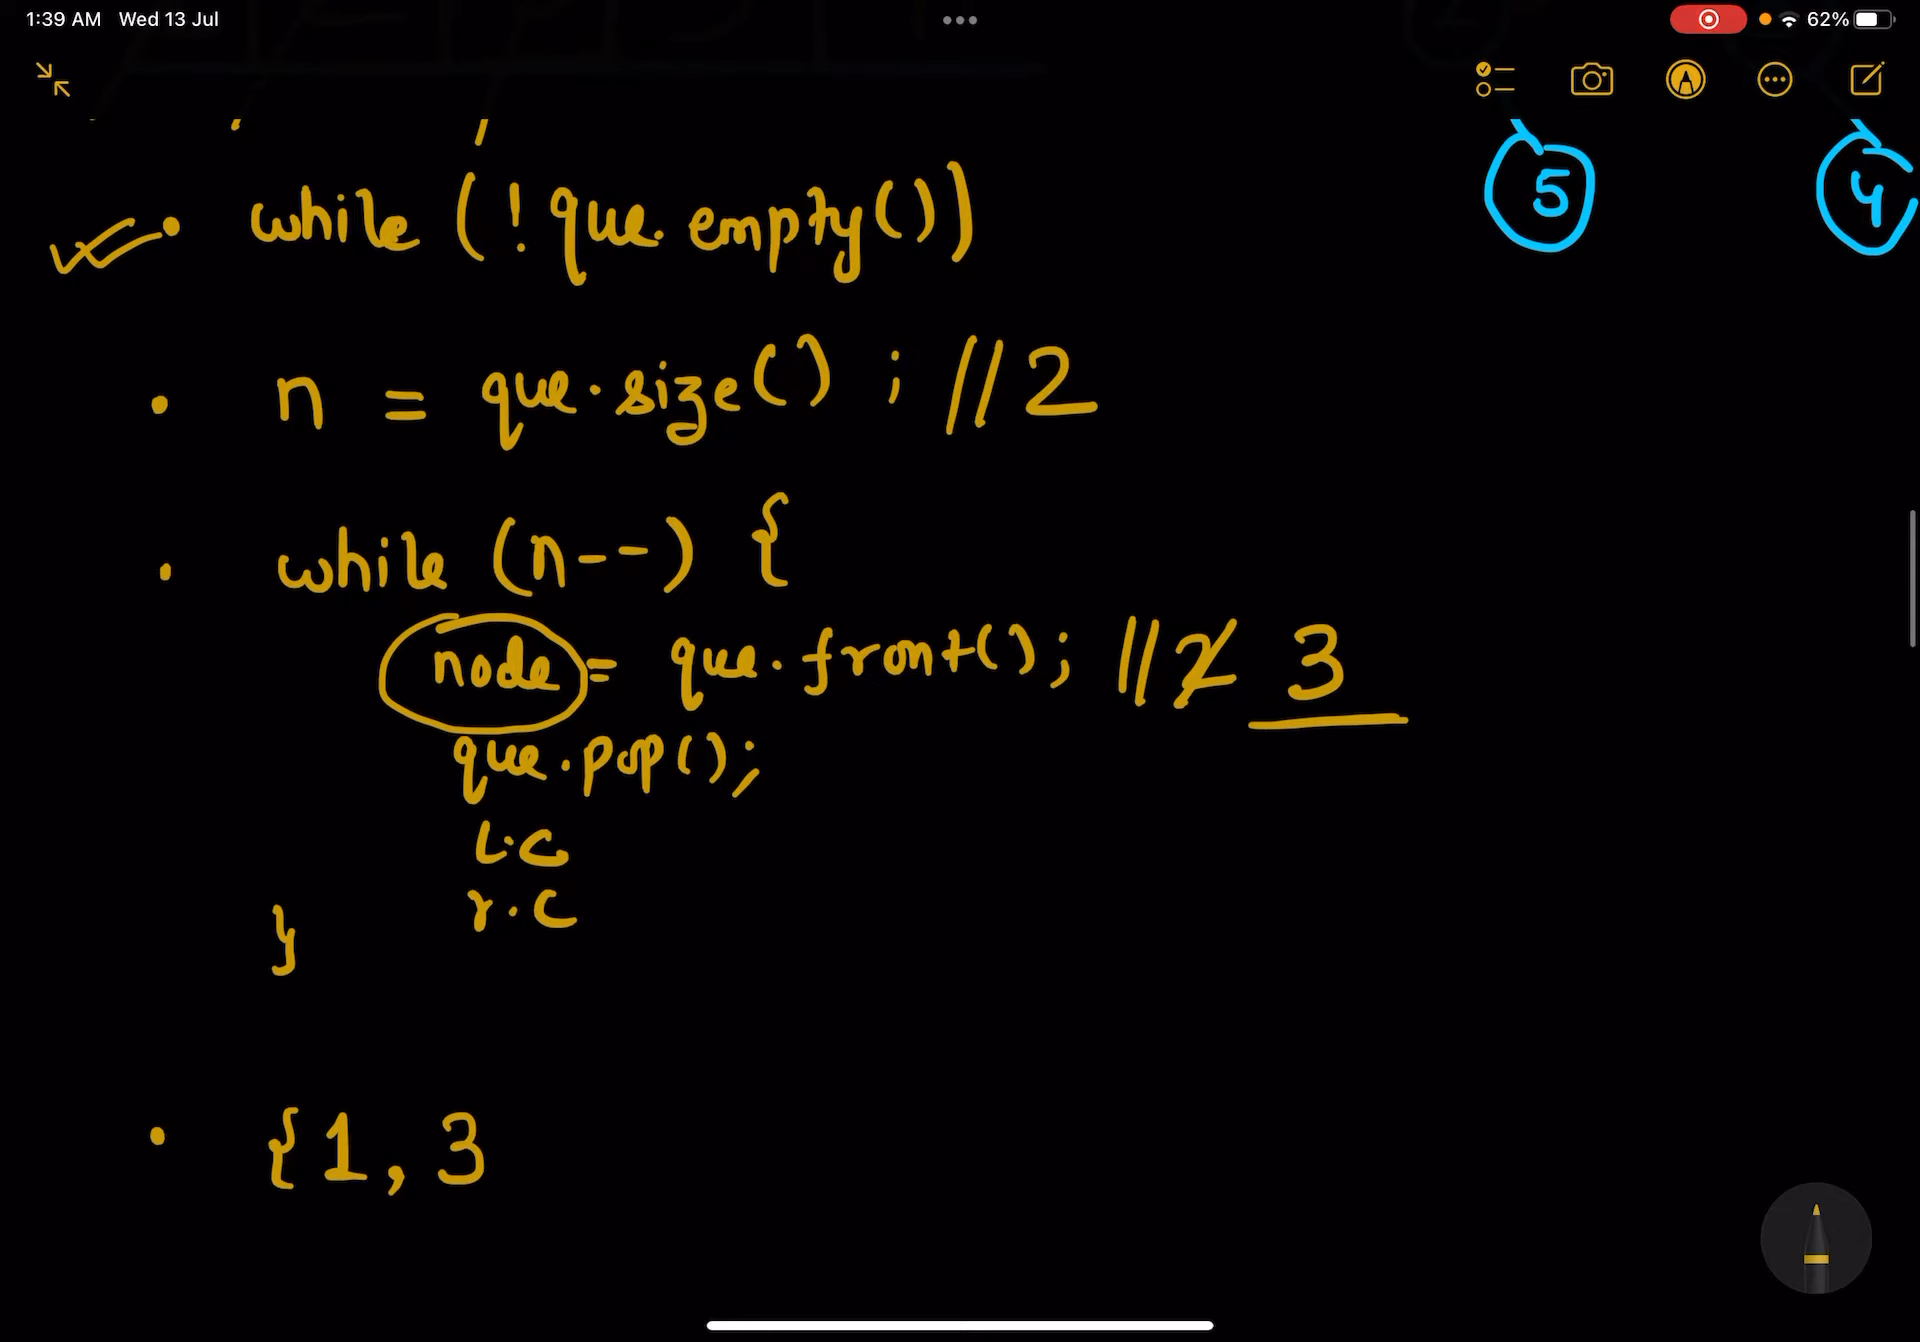 1:39 AM Wed 13 Jul
62%
5 4
while (!que.empty())
n = que.size() ; //2
while (n--) {
node = que.front(); //2 3
que.pop();
l.c
r.c
}
{1, 3